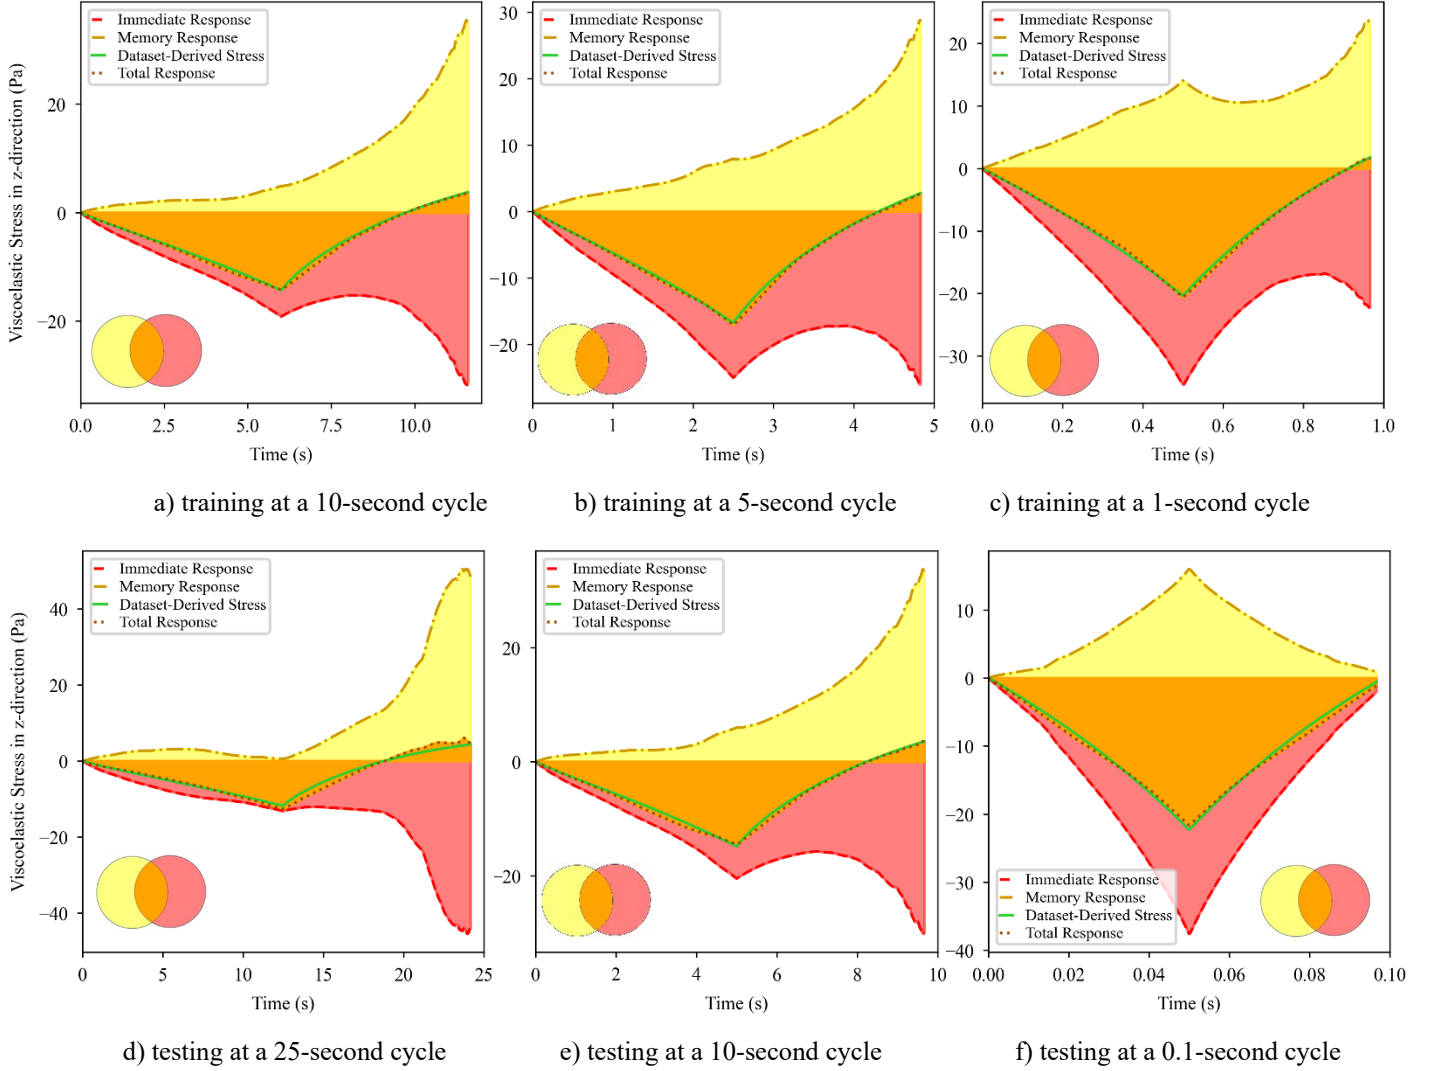 Viscoelastic Stress in z-direction (Pa)
Immediate Response
Memory Response
Dataset-Derived Stress
Total Response
20
0
−20
0.0 2.5 5.0 7.5 10.0
Time (s)
a) training at a 10-second cycle
Immediate Response
Memory Response
Dataset-Derived Stress
Total Response
30
20
10
0
−10
−20
0 1 2 3 4 5
Time (s)
b) training at a 5-second cycle
Immediate Response
Memory Response
Dataset-Derived Stress
Total Response
20
10
0
−10
−20
−30
0.0 0.2 0.4 0.6 0.8 1.0
Time (s)
c) training at a 1-second cycle
Viscoelastic Stress in z-direction (Pa)
Immediate Response
Memory Response
Dataset-Derived Stress
Total Response
40
20
0
−20
−40
0 5 10 15 20 25
Time (s)
d) testing at a 25-second cycle
Immediate Response
Memory Response
Dataset-Derived Stress
Total Response
20
0
−20
0 2 4 6 8 10
Time (s)
e) testing at a 10-second cycle
10
0
−10
−20
−30
−40
Immediate Response
Memory Response
Dataset-Derived Stress
Total Response
0.00 0.02 0.04 0.06 0.08 0.10
Time (s)
f) testing at a 0.1-second cycle